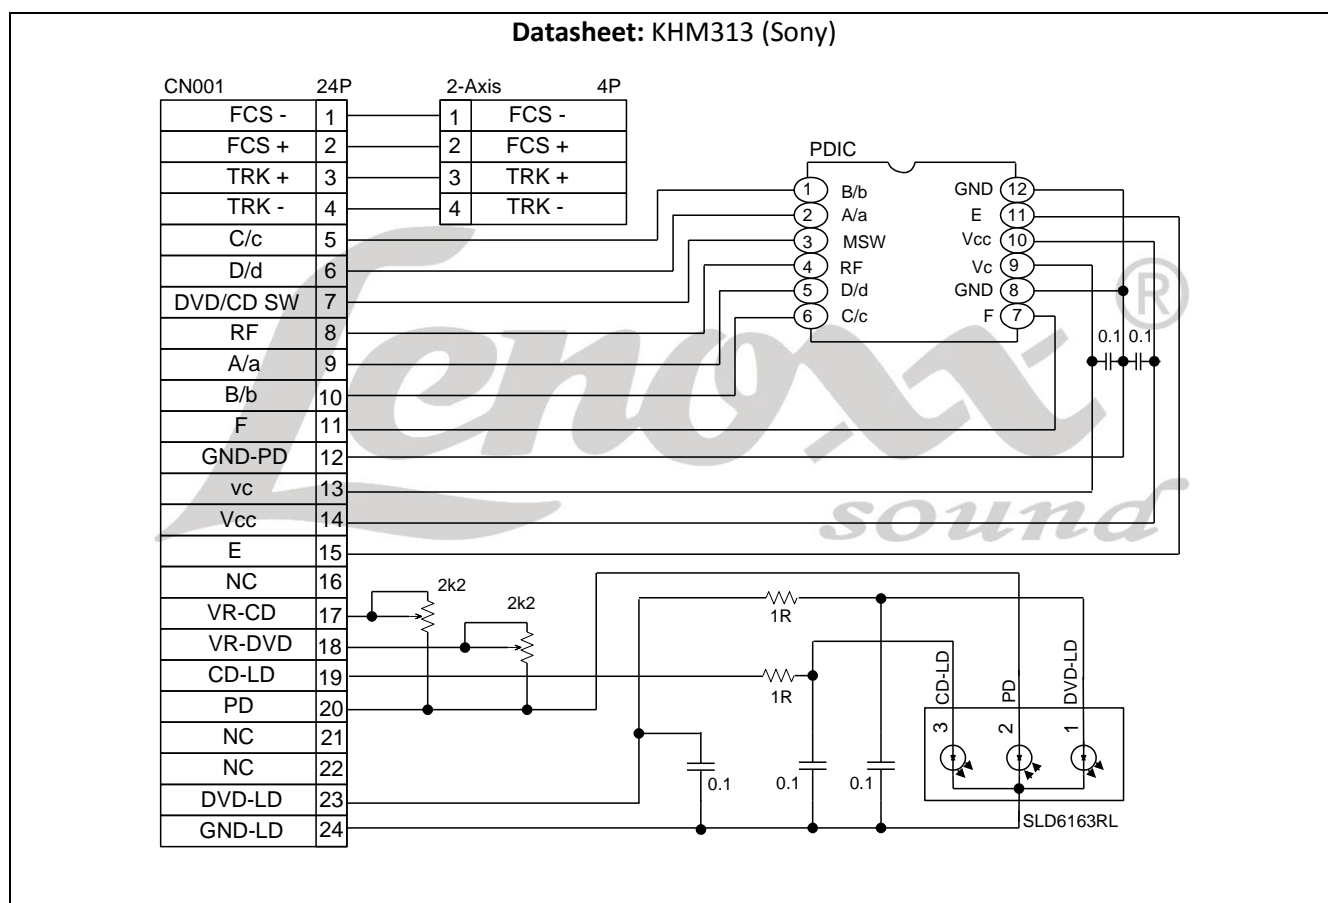 Datasheet: KHM313 (Sony)
CN001 24P
FCS - 1
FCS + 2
TRK + 3
TRK - 4
C/c 5
D/d 6
DVD/CD SW 7
RF 8
A/a 9
B/b 10
F 11
GND-PD 12
vc 13
Vcc 14
E 15
NC 16
VR-CD 17
VR-DVD 18
CD-LD 19
PD 20
NC 21
NC 22
DVD-LD 23
GND-LD 24
2-Axis 4P
1 FCS -
2 FCS +
3 TRK +
4 TRK -
PDIC
1 B/b GND 12
2 A/a E 11
3 MSW Vcc 10
4 RF Vc 9
5 D/d GND 8
6 C/c F 7
0.1 0.1
Lenoxx ®
sound
2k2
2k2
1R
1R
CD-LD
PD
DVD-LD
3 2 1
0.1 0.1 0.1
SLD6163RL